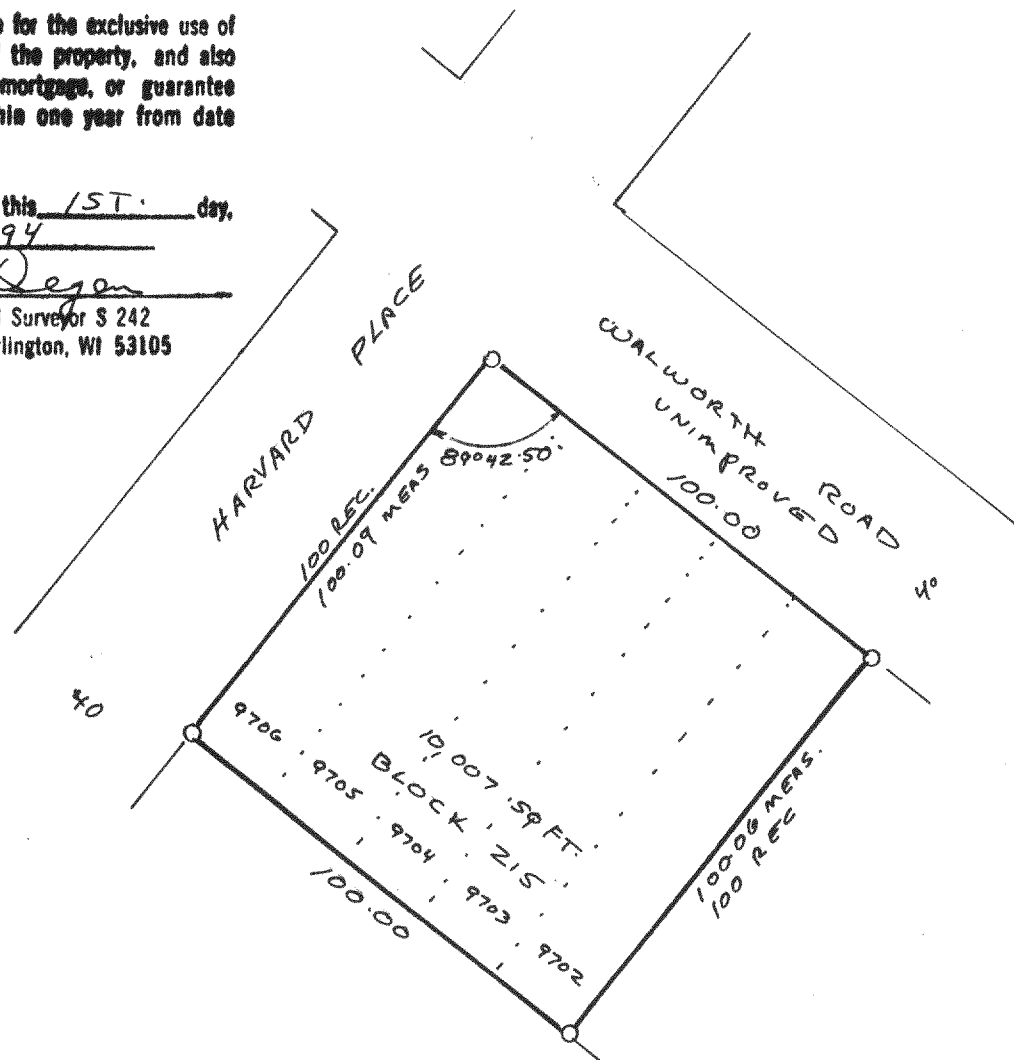 for the exclusive use of
the property, and also
mortgage, or guarantee
one year from date
this 1ST. day,
94
Surveyor S 242
lington, WI 53105
HARVARD PLACE
WALWORTH ROAD
UNIMPROVED
89°42'50"
100 REC.
100.09 MEAS
100.00
40
40
9706
9705
9704
9703
9702
10,007 SQ FT.
BLOCK 215
100.06 MEAS.
100 REC
100.00